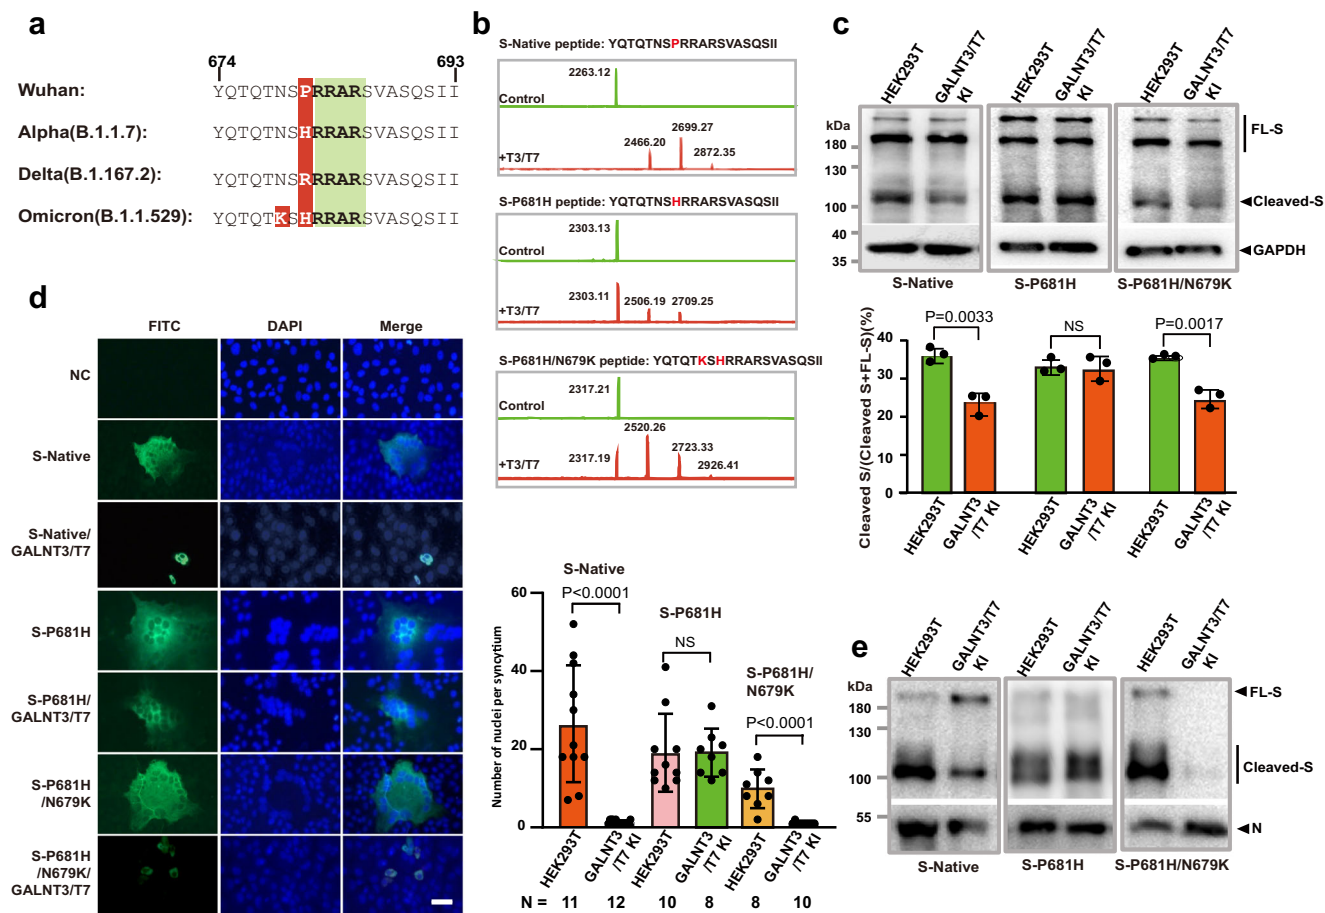 a
674 693
Wuhan: YQTQTNSPRRARSVASQSII
Alpha(B.1.1.7): YQTQTNSHRRARSVASQSII
Delta(B.1.167.2): YQTQTNSRRRARSVASQSII
Omicron(B.1.1.529): YQTQTKSHRRARSVASQSII
b
S-Native peptide: YQTQTNSPRRARSVASQSII
2263.12
Control
2699.27
2466.20 2872.35
+T3/T7
S-P681H peptide: YQTQTNSHRRARSVASQSII
2303.13
Control
2303.11 2506.19 2709.25
+T3/T7
S-P681H/N679K peptide: YQTQTKSHRRARSVASQSII
2317.21
Control
2520.26
2723.33
2317.19 2926.41
+T3/T7
c
HEK293T GALNT3/T7 KI HEK293T GALNT3/T7 KI HEK293T GALNT3/T7 KI
kDa
180
130
100
40
35
FL-S
Cleaved-S
GAPDH
S-Native S-P681H S-P681H/N679K
Cleaved S/(Cleaved S+FL-S)(%)
P=0.0033 NS P=0.0017
40
30
20
10
0
HEK293T GALNT3/T7 KI HEK293T GALNT3/T7 KI HEK293T GALNT3/T7 KI
d
FITC DAPI Merge
NC
S-Native
S-Native/
GALNT3/T7
S-P681H
S-P681H/
GALNT3/T7
S-P681H
/N679K
S-P681H
/N679K/
GALNT3/T7
Number of nuclei per syncytium
60
40
20
0
S-Native
P<0.0001
S-P681H
NS
S-P681H/
N679K
P<0.0001
HEK293T GALNT3/T7 KI HEK293T GALNT3/T7 KI HEK293T GALNT3/T7 KI
N = 11 12 10 8 8 10
e
HEK293T GALNT3/T7 KI HEK293T GALNT3/T7 KI HEK293T GALNT3/T7 KI
kDa
180
130
100
55
FL-S
Cleaved-S
N
S-Native S-P681H S-P681H/N679K